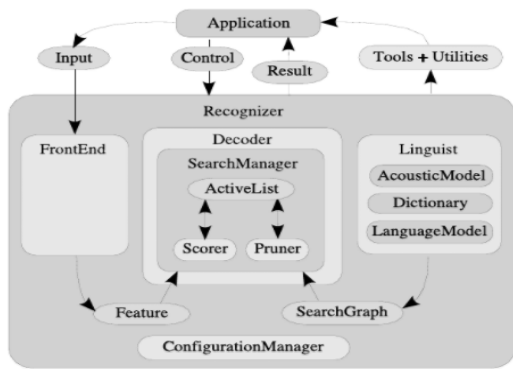 Application
Input
Control
Result
Tools + Utilities
Recognizer
FrontEnd
Decoder
SearchManager
ActiveList
Scorer
Pruner
Linguist
AcousticModel
Dictionary
LanguageModel
Feature
SearchGraph
ConfigurationManager